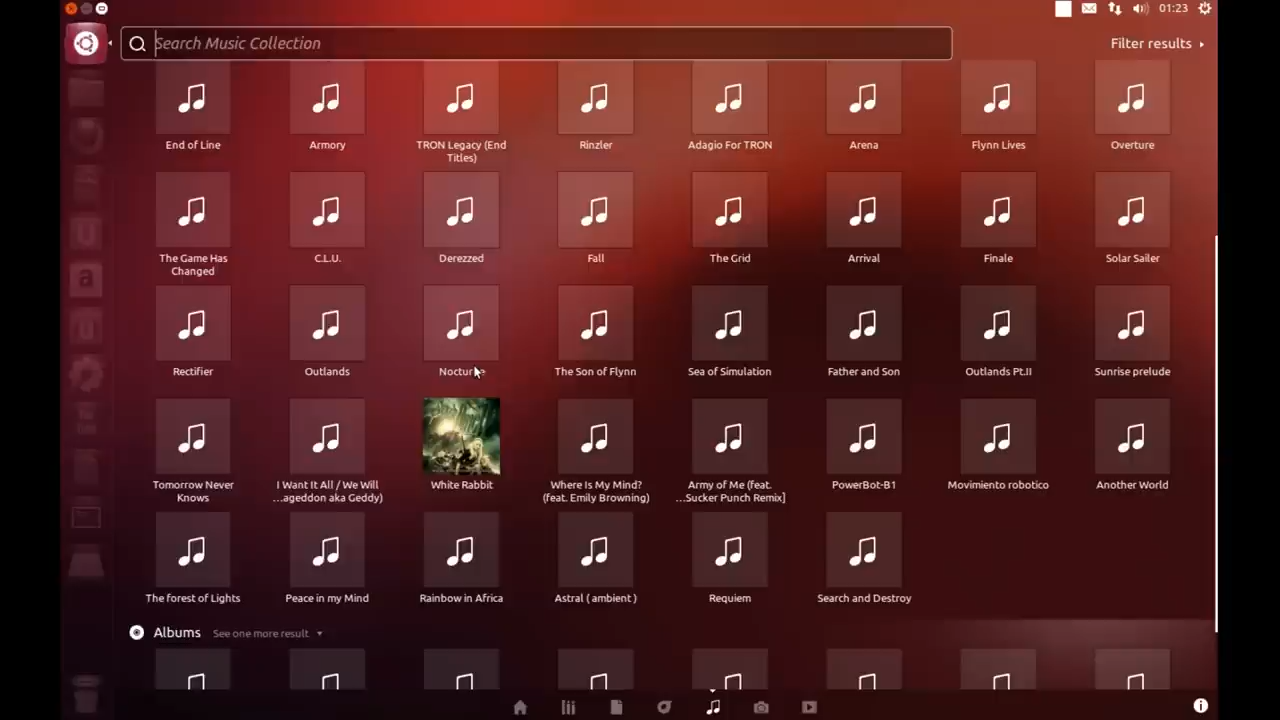 01:23
Search Music Collection
Filter results
End of Line
Armory
TRON Legacy (End
Titles)
Rinzler
Adagio For TRON
Arena
Flynn Lives
Overture
The Game Has
Changed
C.L.U.
Derezzed
Fall
The Grid
Arrival
Finale
Solar Sailer
Rectifier
Outlands
Nocturne
The Son of Flynn
Sea of Simulation
Father and Son
Outlands Pt.II
Sunrise prelude
Tomorrow Never
Knows
I Want It All / We Will
...ageddon aka Geddy)
White Rabbit
Where Is My Mind?
(feat. Emily Browning)
Army of Me (feat.
...Sucker Punch Remix]
PowerBot-B1
Movimiento robotico
Another World
The forest of Lights
Peace in my Mind
Rainbow in Africa
Astral ( ambient )
Requiem
Search and Destroy
Albums See one more result